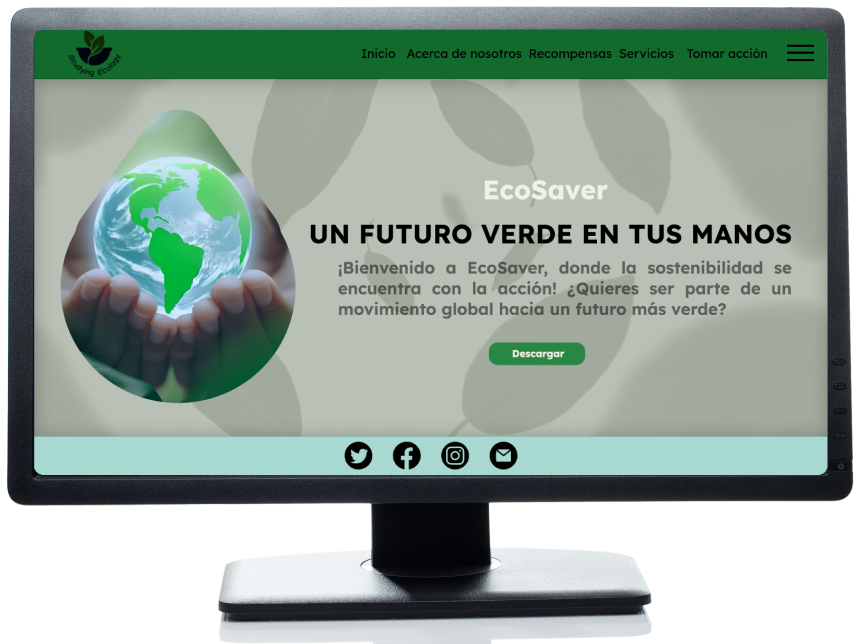 Studying Ecology
Inicio Acerca de nosotros Recompensas Servicios Tomar acción
EcoSaver
UN FUTURO VERDE EN TUS MANOS
¡Bienvenido a EcoSaver, donde la sostenibilidad se
encuentra con la acción! ¿Quieres ser parte de un
movimiento global hacia un futuro más verde?
Descargar